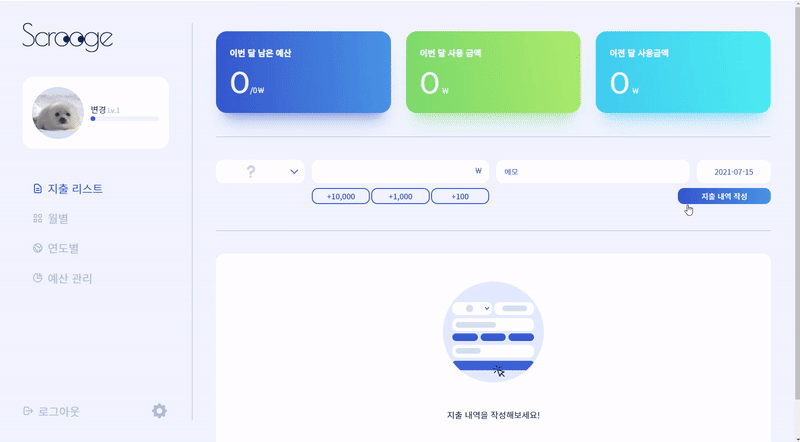 Scrooge
변경 Lv.1
지출 리스트
월별
연도별
예산 관리
로그아웃
이번 달 남은 예산
0/0₩
이번 달 사용 금액
0 ₩
이전 달 사용금액
0 ₩
?
₩
메모
2021-07-15
+10,000
+1,000
+100
지출 내역 작성
지출 내역을 작성해보세요!